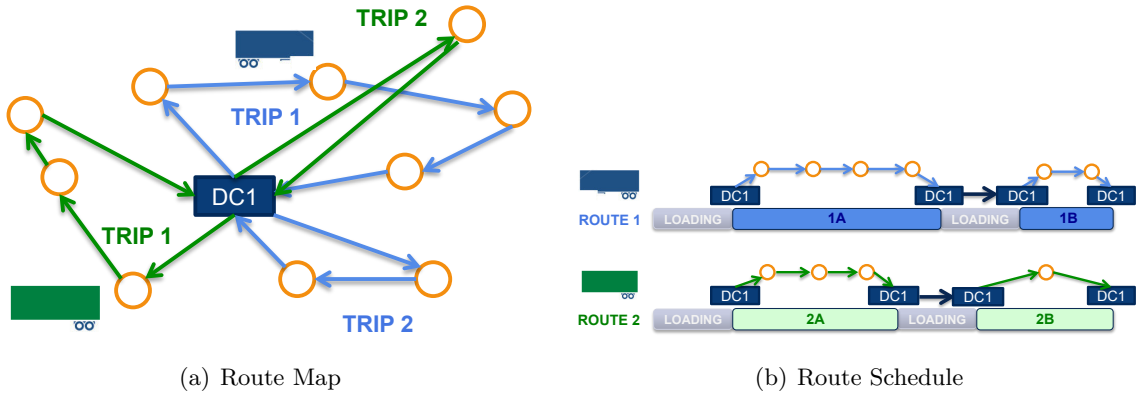 TRIP 2
TRIP 1
DC1
TRIP 1
TRIP 2
(a) Route Map
DC1 DC1 DC1 DC1
ROUTE 1 LOADING 1A LOADING 1B
DC1 DC1 DC1 DC1
ROUTE 2 LOADING 2A LOADING 2B
(b) Route Schedule